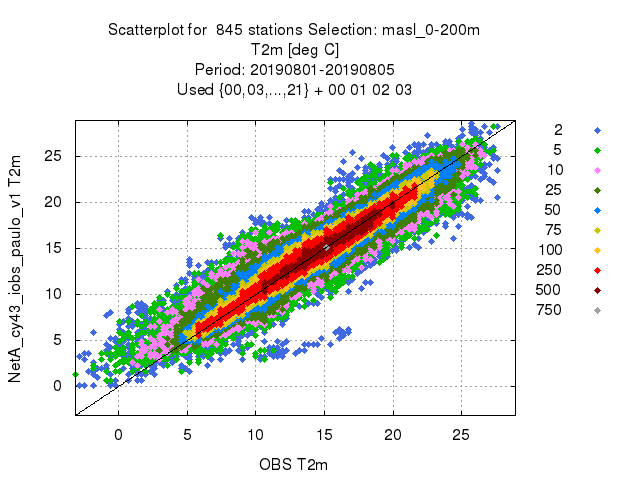 Scatterplot for  845 stations Selection: masl_0-200m
T2m [deg C]
Period: 20190801-20190805
Used {00,03,...,21} + 00 01 02 03
NetA_cy43_iobs_paulo_v1 T2m
25
20
15
10
5
0
0 5 10 15 20 25
OBS T2m
2
5
10
25
50
75
100
250
500
750